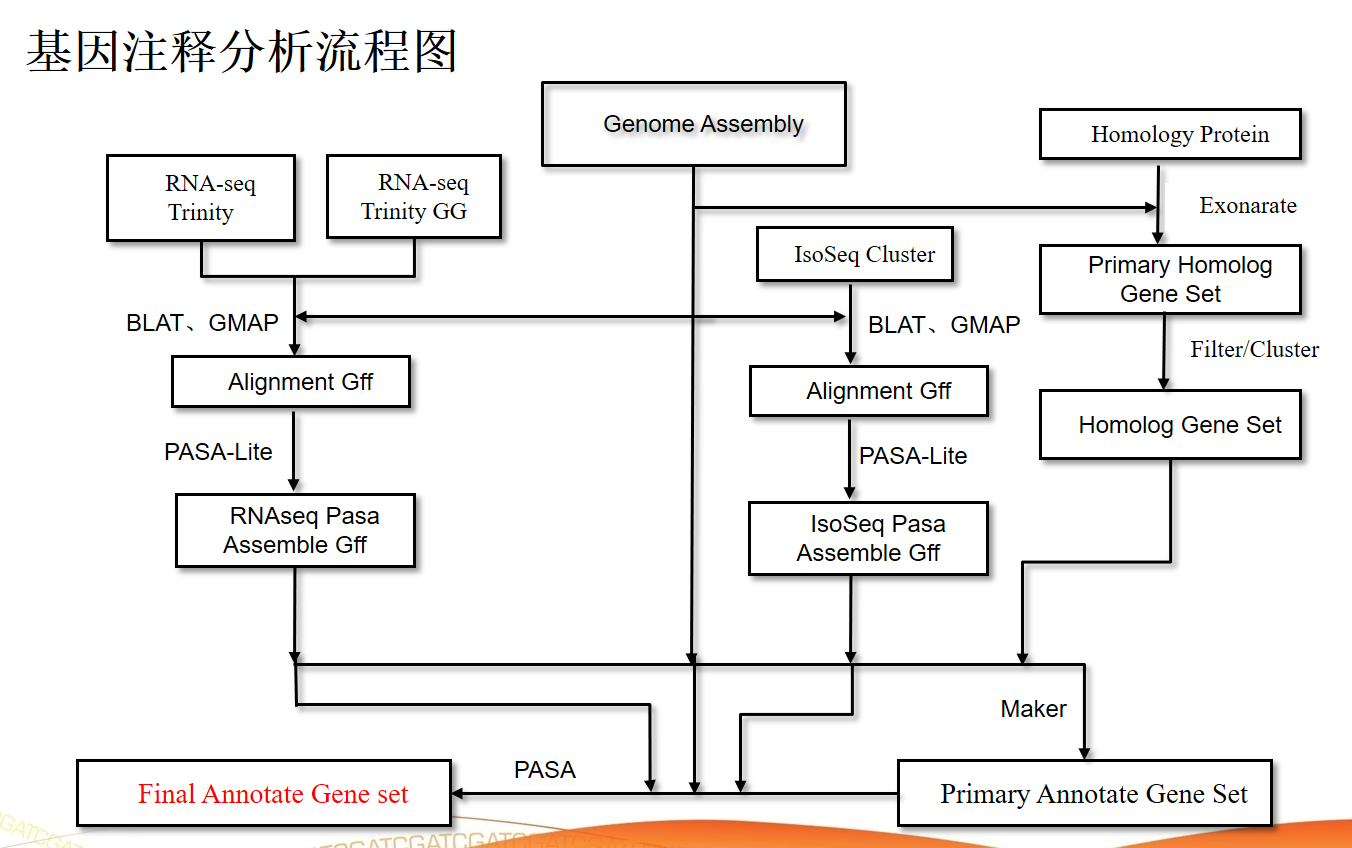 基因注释分析流程图
Genome Assembly
Homology Protein
RNA-seq
Trinity
RNA-seq
Trinity GG
Exonarate
IsoSeq Cluster
Primary Homolog
Gene Set
BLAT、GMAP
BLAT、GMAP
Filter/Cluster
Alignment Gff
Alignment Gff
Homolog Gene Set
PASA-Lite
PASA-Lite
RNAseq Pasa
Assemble Gff
IsoSeq Pasa
Assemble Gff
Maker
PASA
Final Annotate Gene set
Primary Annotate Gene Set